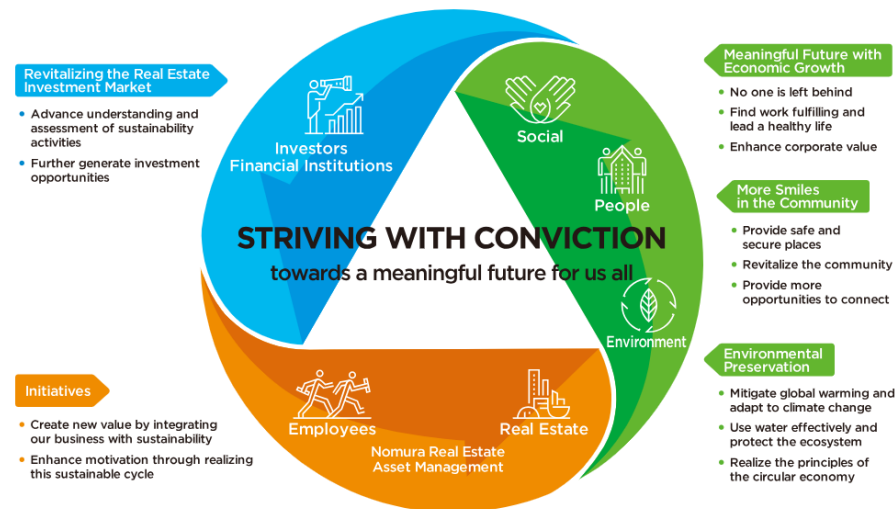 Revitalizing the Real Estate
Investment Market
Advance understanding and
assessment of sustainability
activities
Further generate investment
opportunities
Investors
Financial Institutions
Social
People
Environment
STRIVING WITH CONVICTION
towards a meaningful future for us all
Meaningful Future with
Economic Growth
No one is left behind
Find work fulfilling and
lead a healthy life
Enhance corporate value
More Smiles
in the Community
Provide safe and
secure places
Revitalize the community
Provide more
opportunities to connect
Environmental
Preservation
Mitigate global warming and
adapt to climate change
Use water effectively and
protect the ecosystem
Realize the principles of
the circular economy
Initiatives
Create new value by integrating
our business with sustainability
Enhance motivation through realizing
this sustainable cycle
Employees
Real Estate
Nomura Real Estate
Asset Management